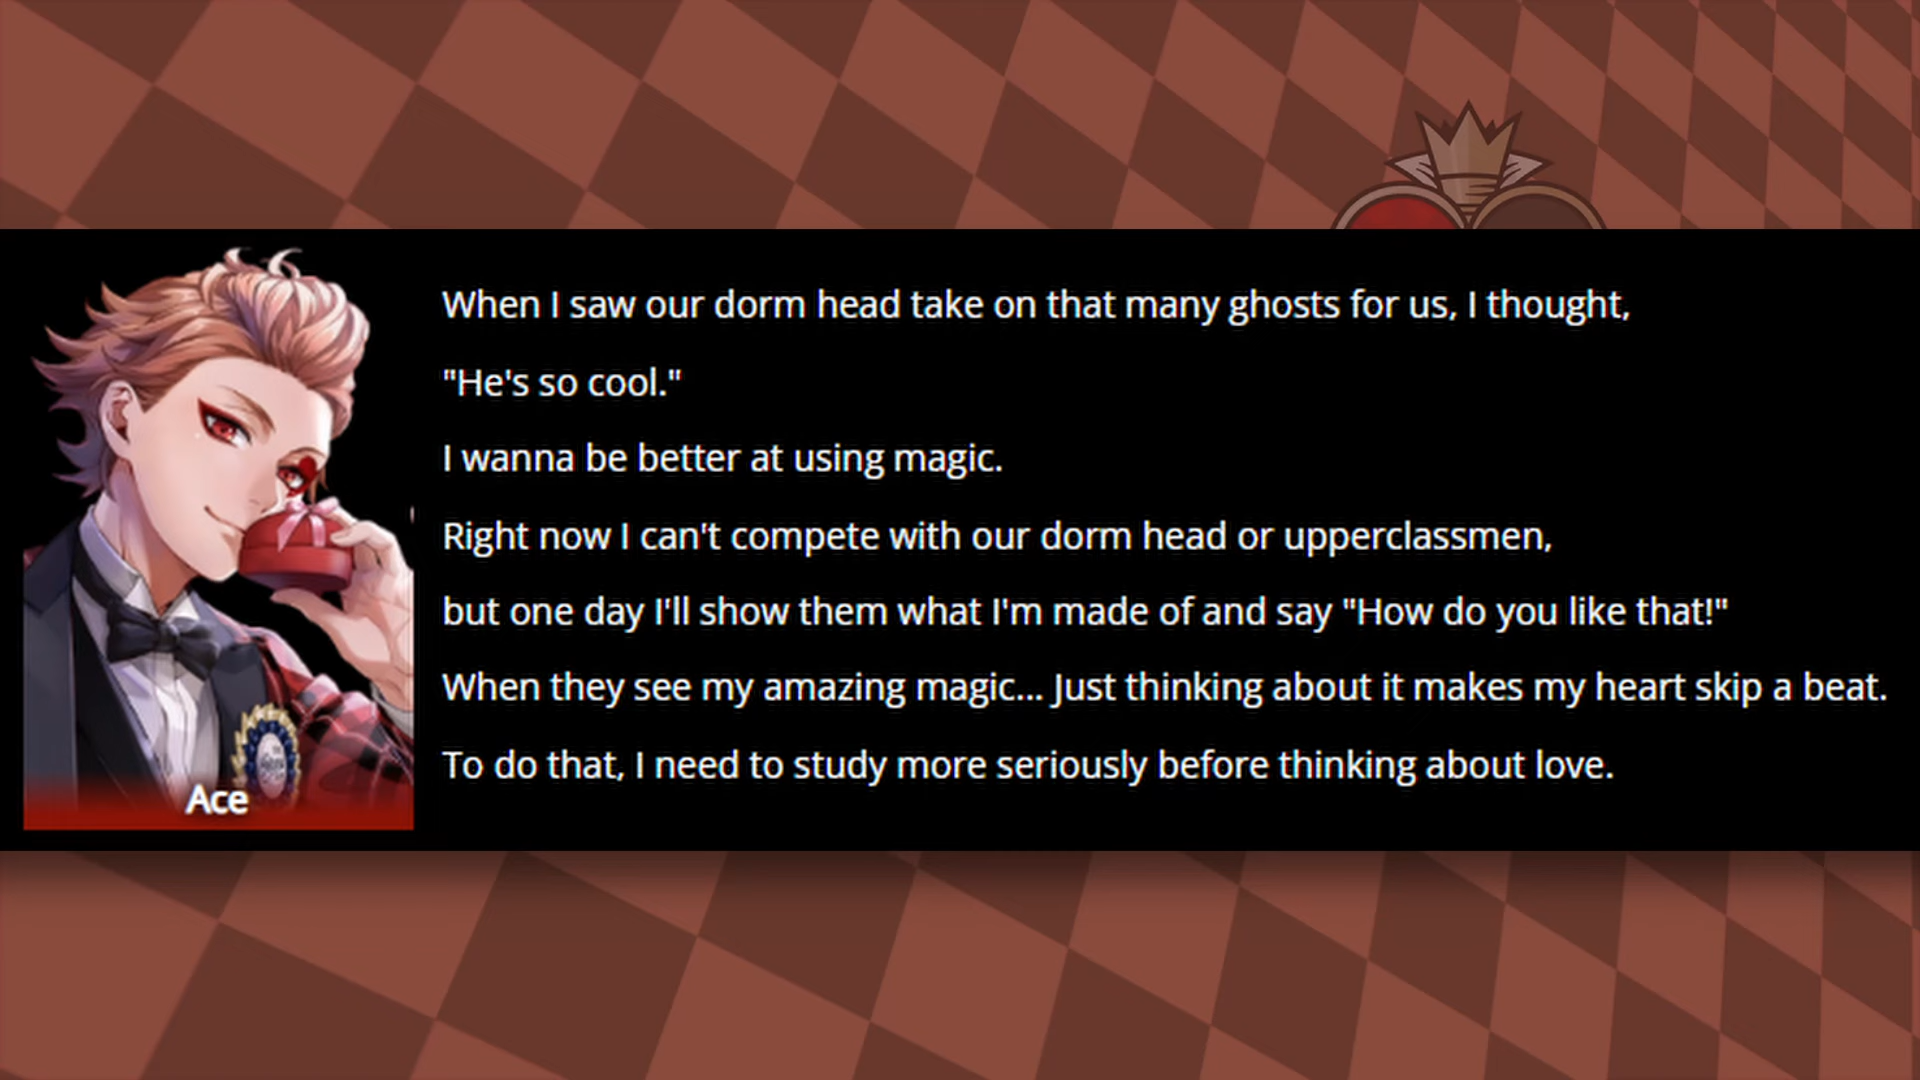 When I saw our dorm head take on that many ghosts for us, I thought,
"He's so cool."
I wanna be better at using magic.
Right now I can't compete with our dorm head or upperclassmen,
but one day I'll show them what I'm made of and say "How do you like that!"
When they see my amazing magic... Just thinking about it makes my heart skip a beat.
To do that, I need to study more seriously before thinking about love.
Ace